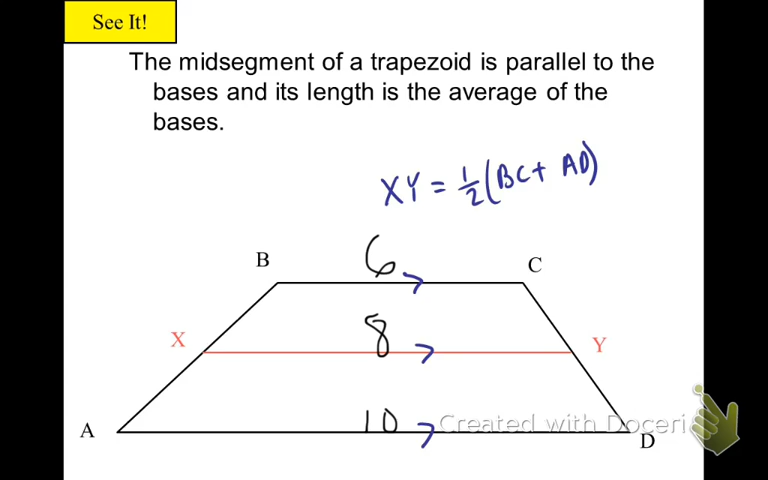 See It!
The midsegment of a trapezoid is parallel to the
bases and its length is the average of the
bases.
XY = 1/2 (BC + AD)
B
6
C
X
8
Y
A
10
Created with Doceri
D